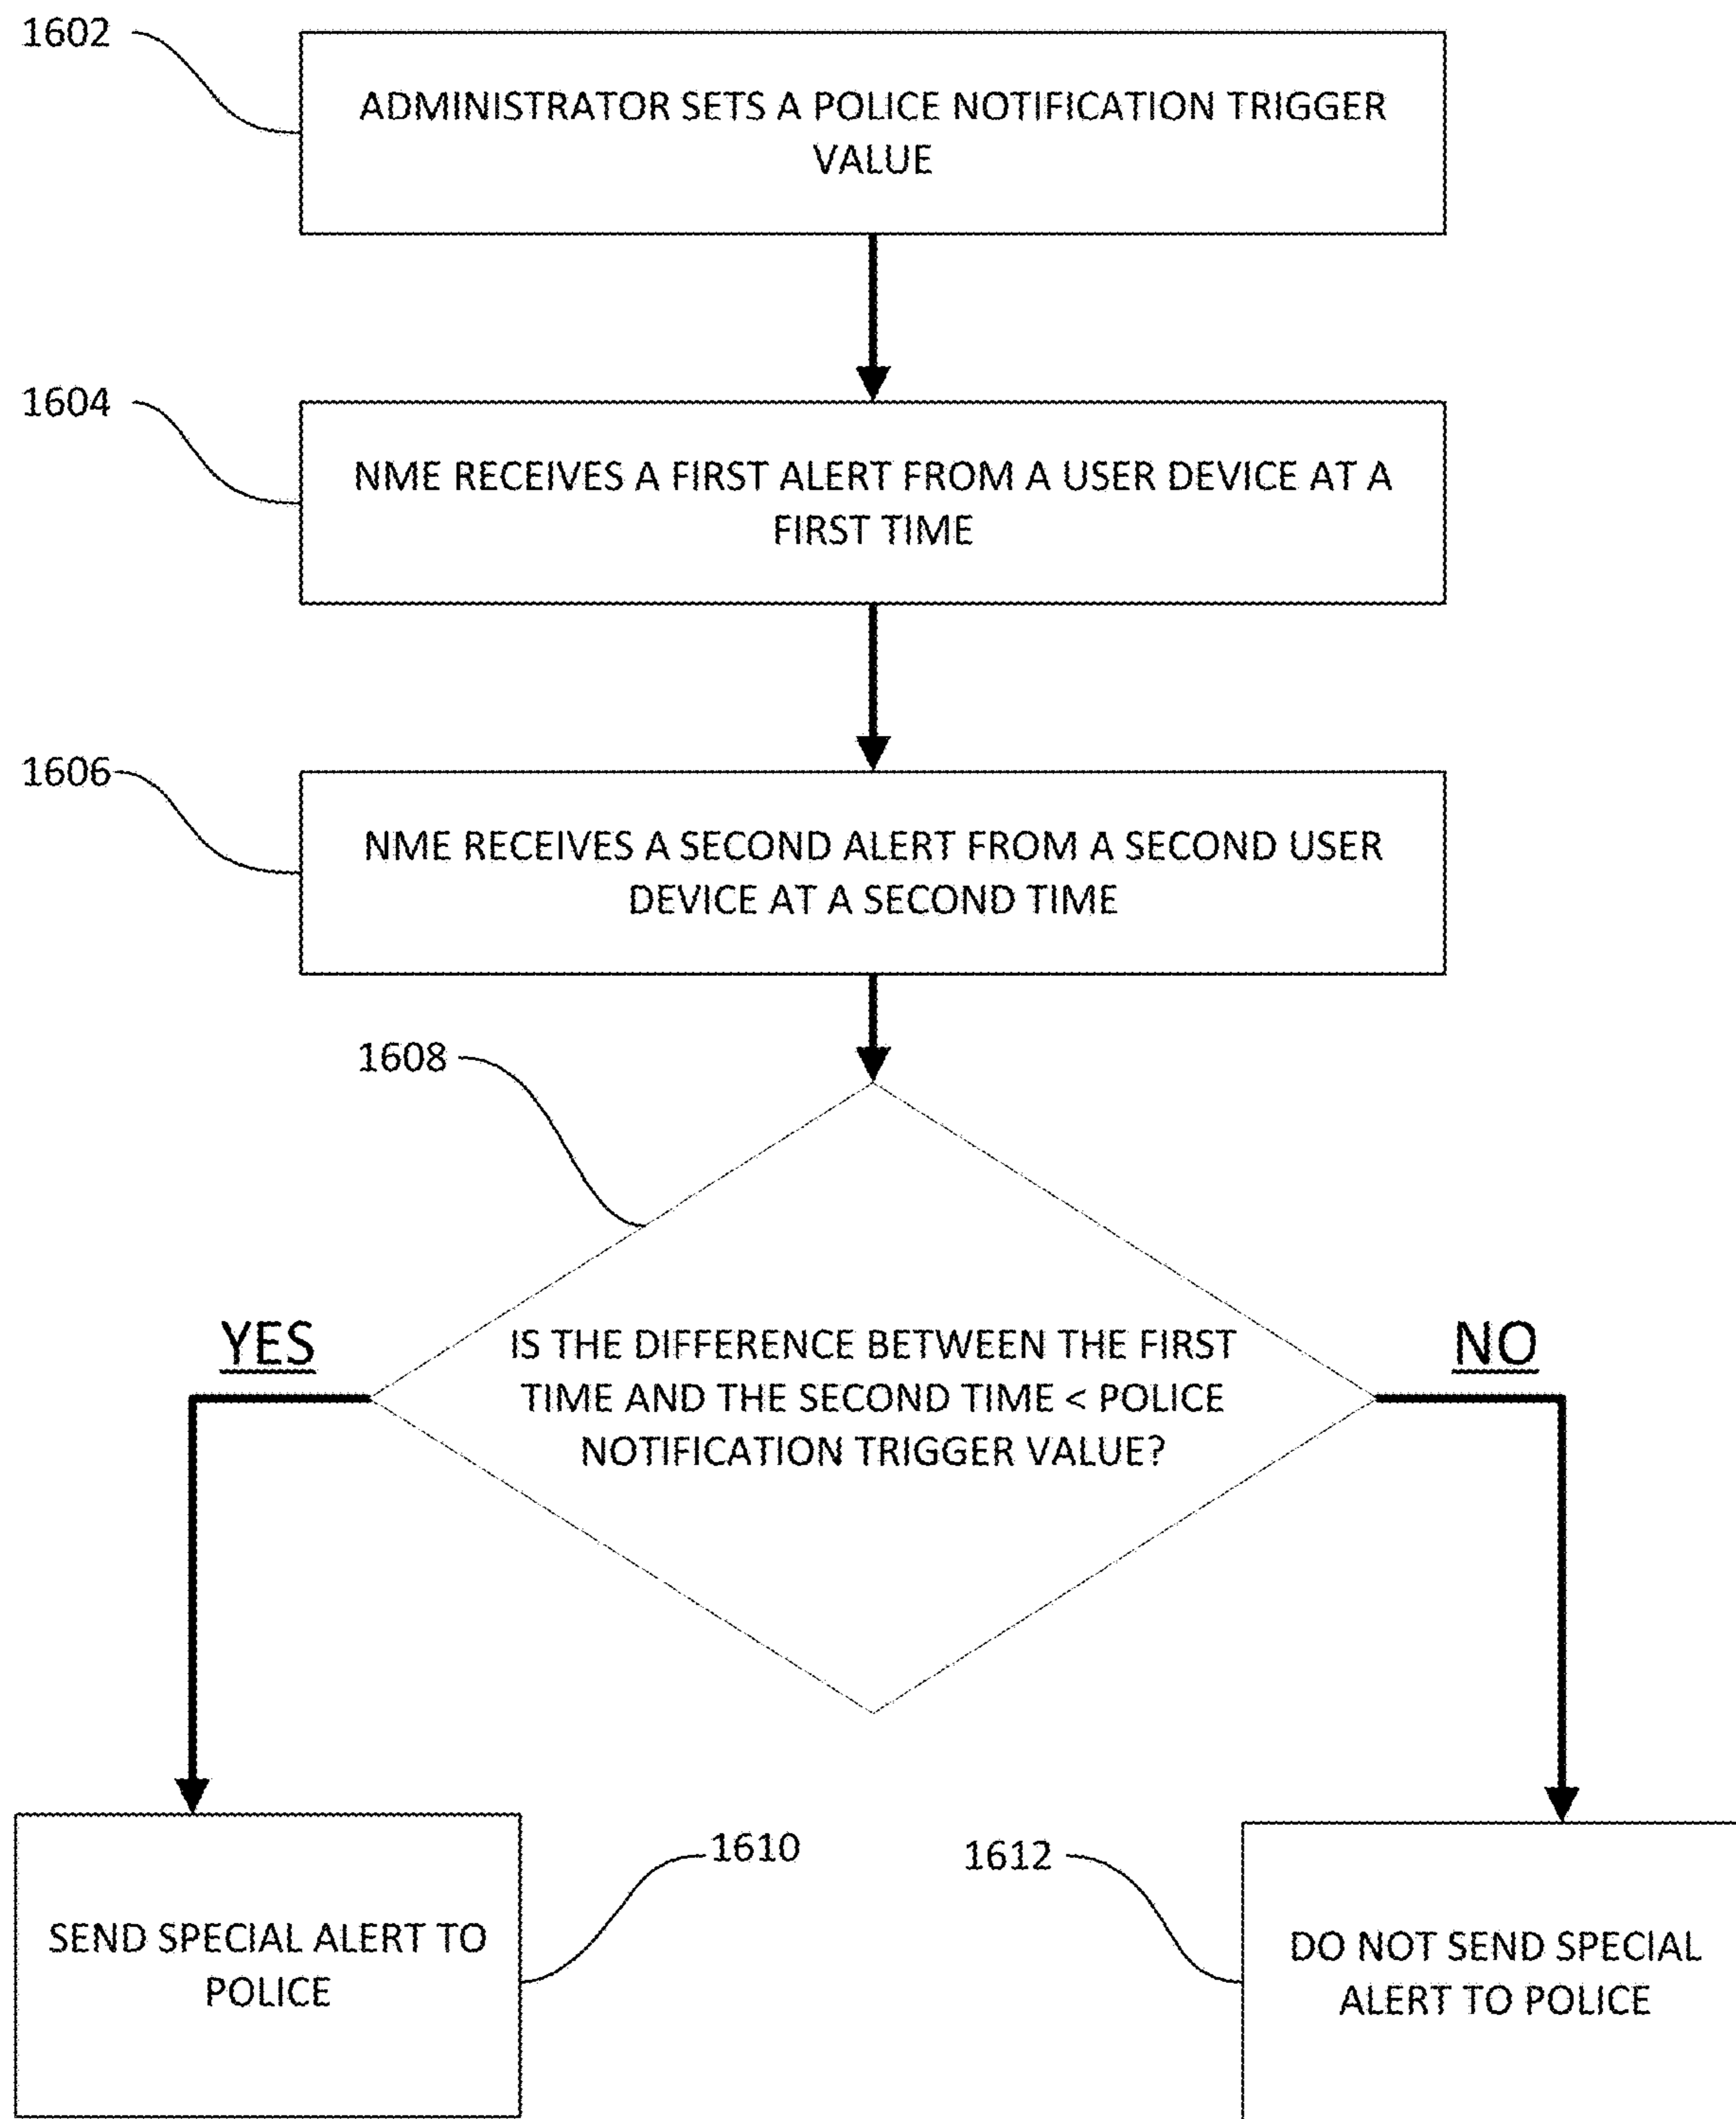 1602
ADMINISTRATOR SETS A POLICE NOTIFICATION TRIGGER
VALUE
1604
NME RECEIVES A FIRST ALERT FROM A USER DEVICE AT A
FIRST TIME
1606
NME RECEIVES A SECOND ALERT FROM A SECOND USER
DEVICE AT A SECOND TIME
1608
YES
NO
IS THE DIFFERENCE BETWEEN THE FIRST
TIME AND THE SECOND TIME < POLICE
NOTIFICATION TRIGGER VALUE?
1610
SEND SPECIAL ALERT TO
POLICE
1612
DO NOT SEND SPECIAL
ALERT TO POLICE